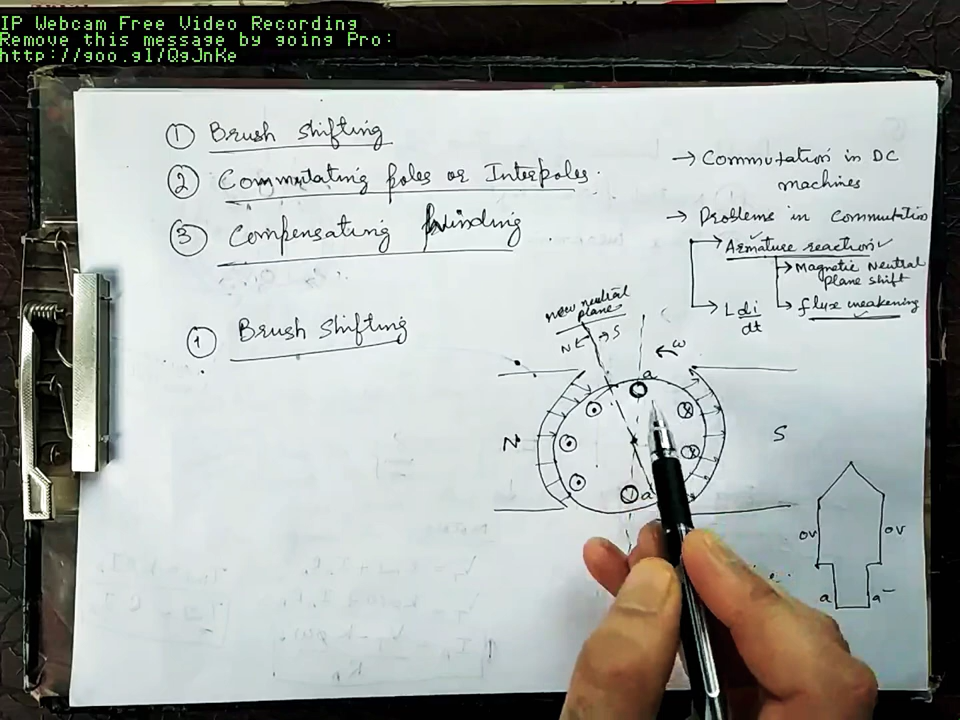 IP Webcam Free Video Recording
Remove this message by going Pro:
http://goo.gl/QgJnKe
① Brush shifting
② Commutating poles or Interpoles.
③ Compensating Winding
→ Commutation in DC
machines
→ Problems in Commutation
→ Armature reaction ✓
→ Magnetic Neutral
Plane shift
→ flux weakening
→ L di/dt
① Brush shifting
new neutral
plane
N S
ω
a
N
S
a
0V 0V
a a-